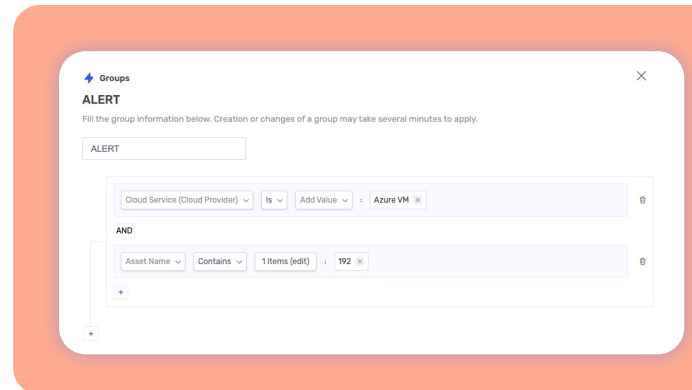 Groups
ALERT
Fill the group information below. Creation or changes of a group may take several minutes to apply.
ALERT
Cloud Service (Cloud Provider) Is Add Value : Azure VM
AND
Asset Name Contains 1 Items (edit) : 192
+
+